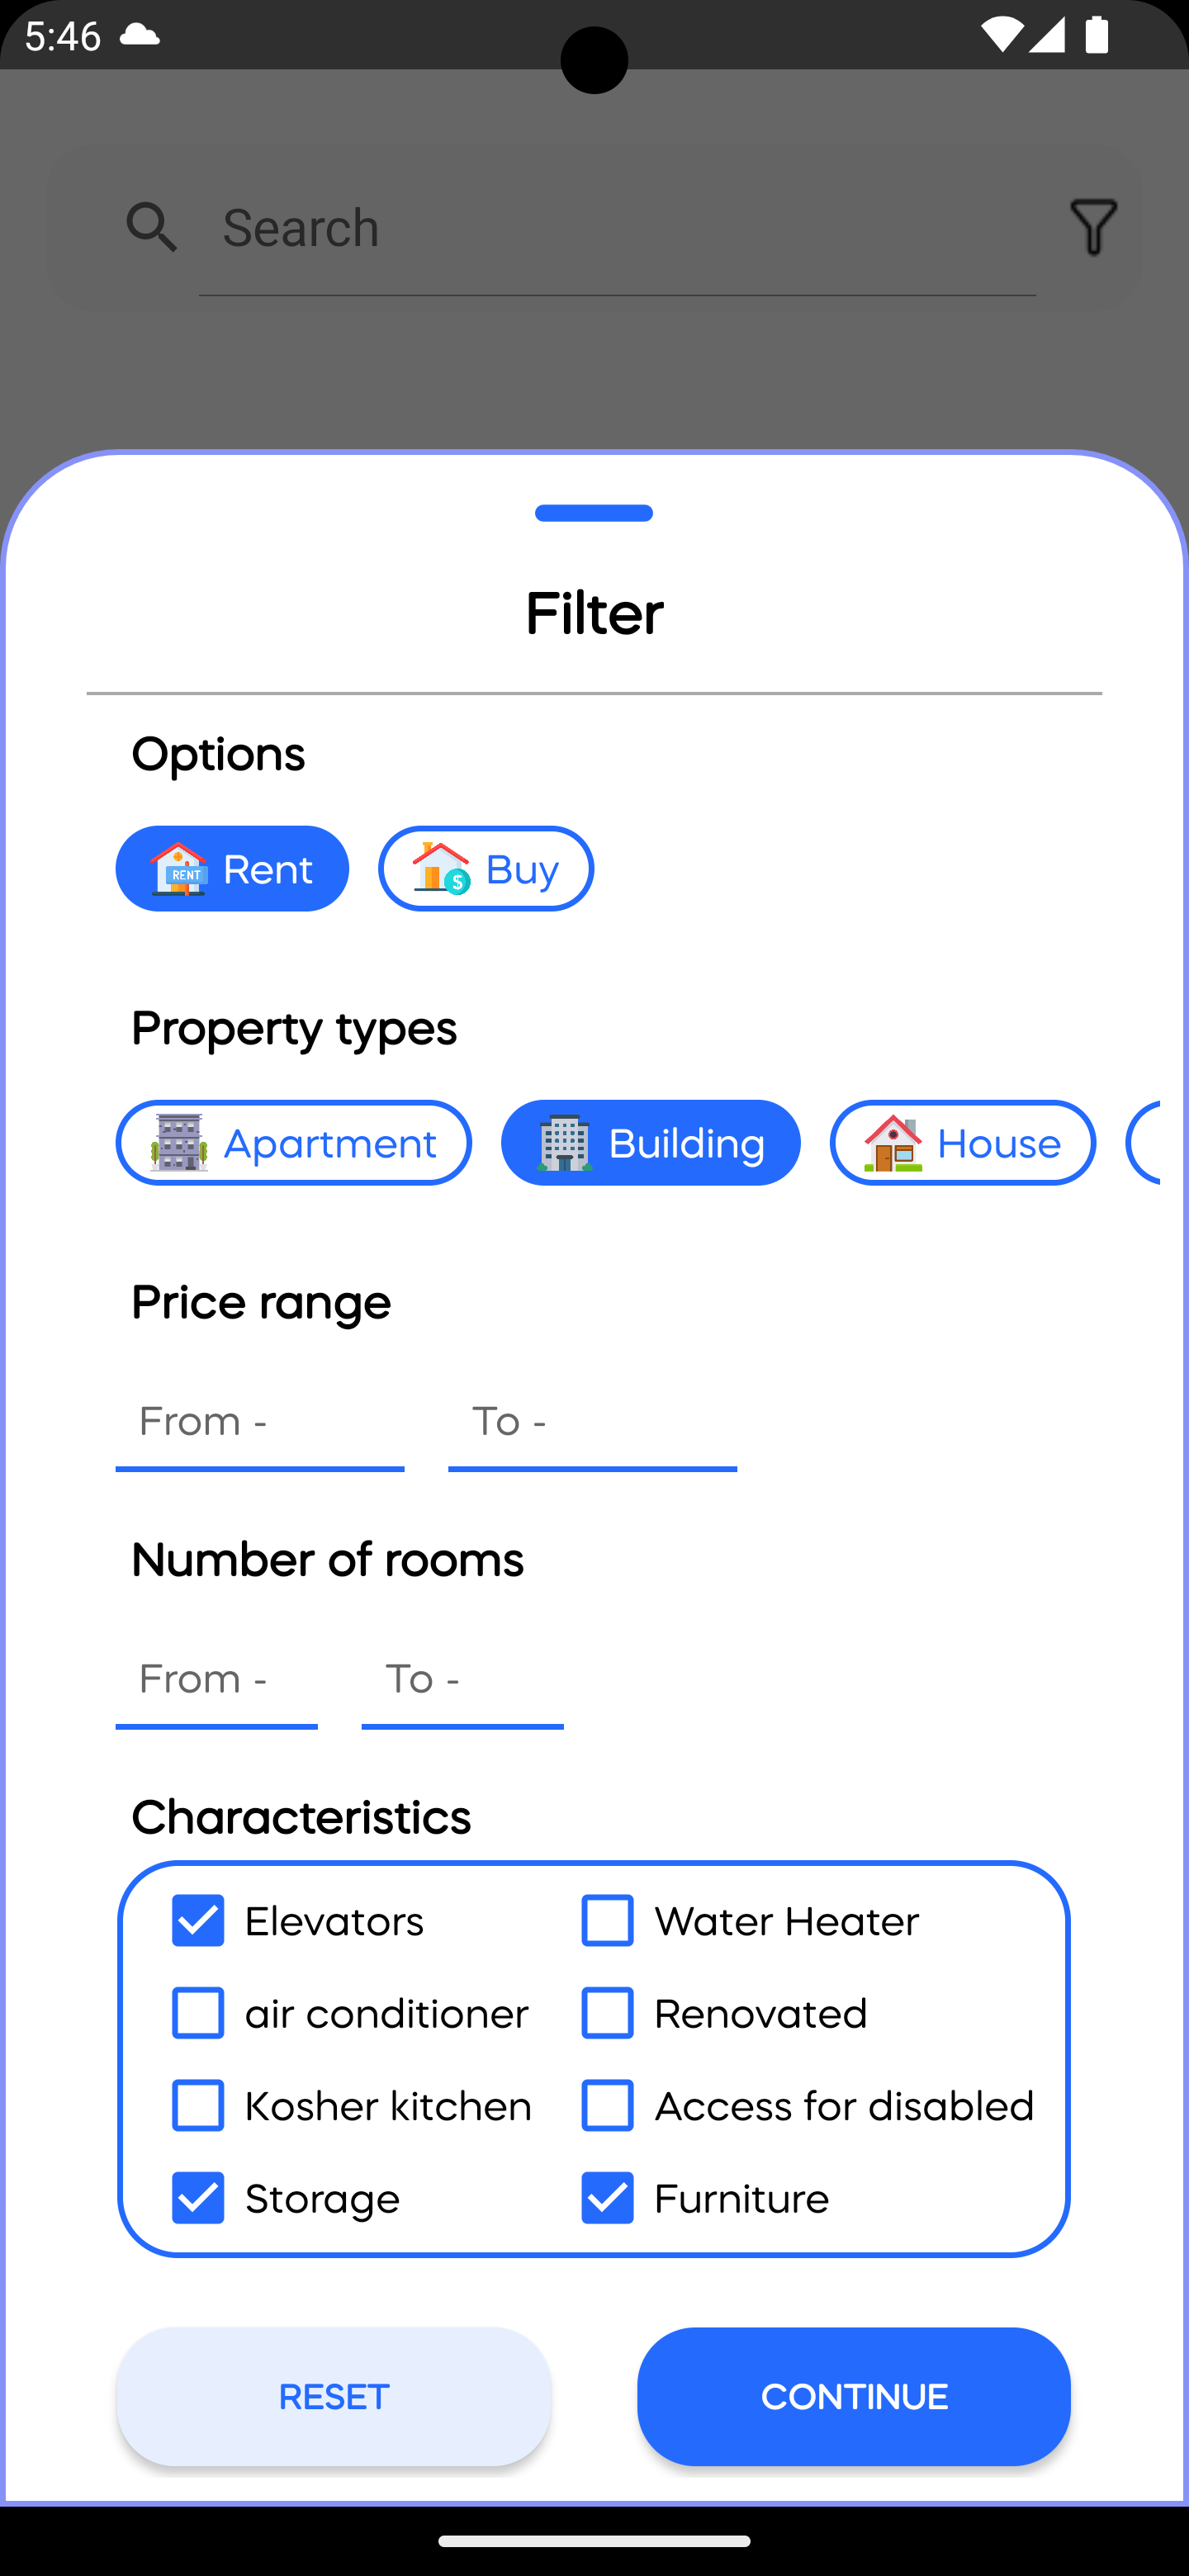 5:46
Search
Filter
Options
RENT Rent $ Buy
Property types
Apartment Building House
Price range
From - To -
Number of rooms
From - To -
Characteristics
Elevators Water Heater
air conditioner Renovated
Kosher kitchen Access for disabled
Storage Furniture
RESET CONTINUE